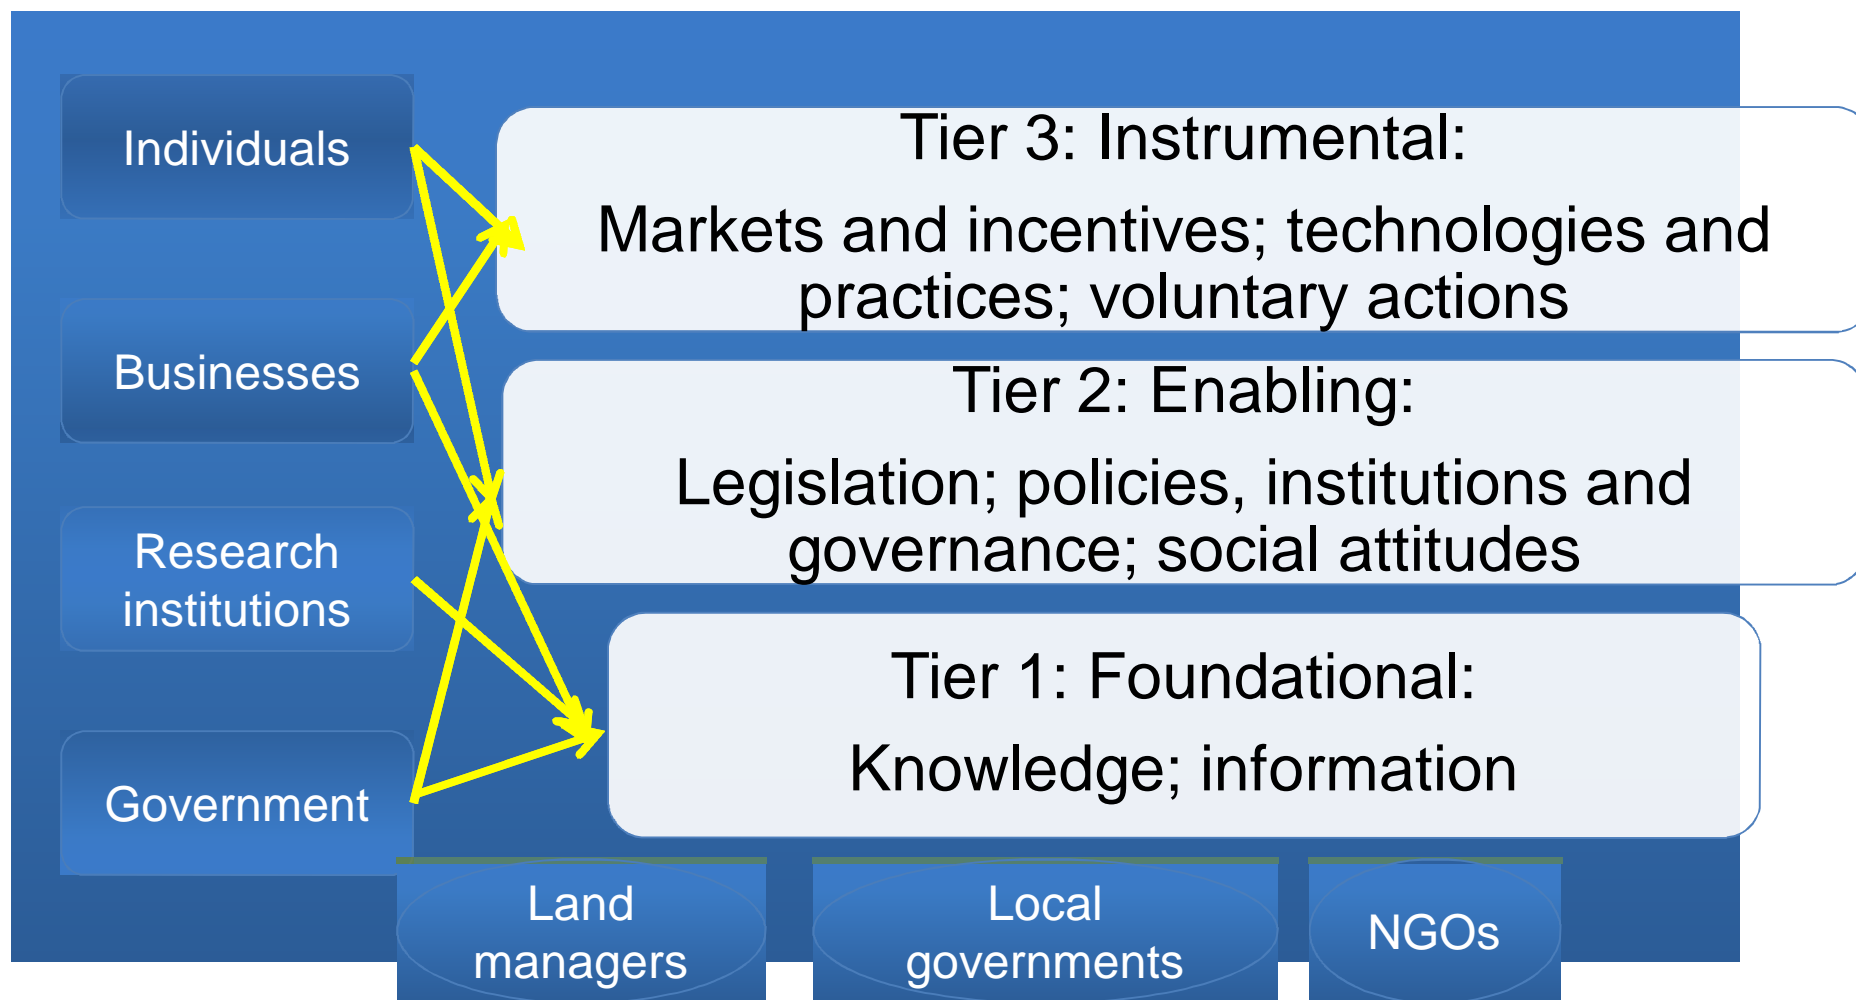 Individuals
Businesses
Research
institutions
Government
Tier 3: Instrumental:
Markets and incentives; technologies and
practices; voluntary actions
Tier 2: Enabling:
Legislation; policies, institutions and
governance; social attitudes
Tier 1: Foundational:
Knowledge; information
Land
managers
Local
governments
NGOs